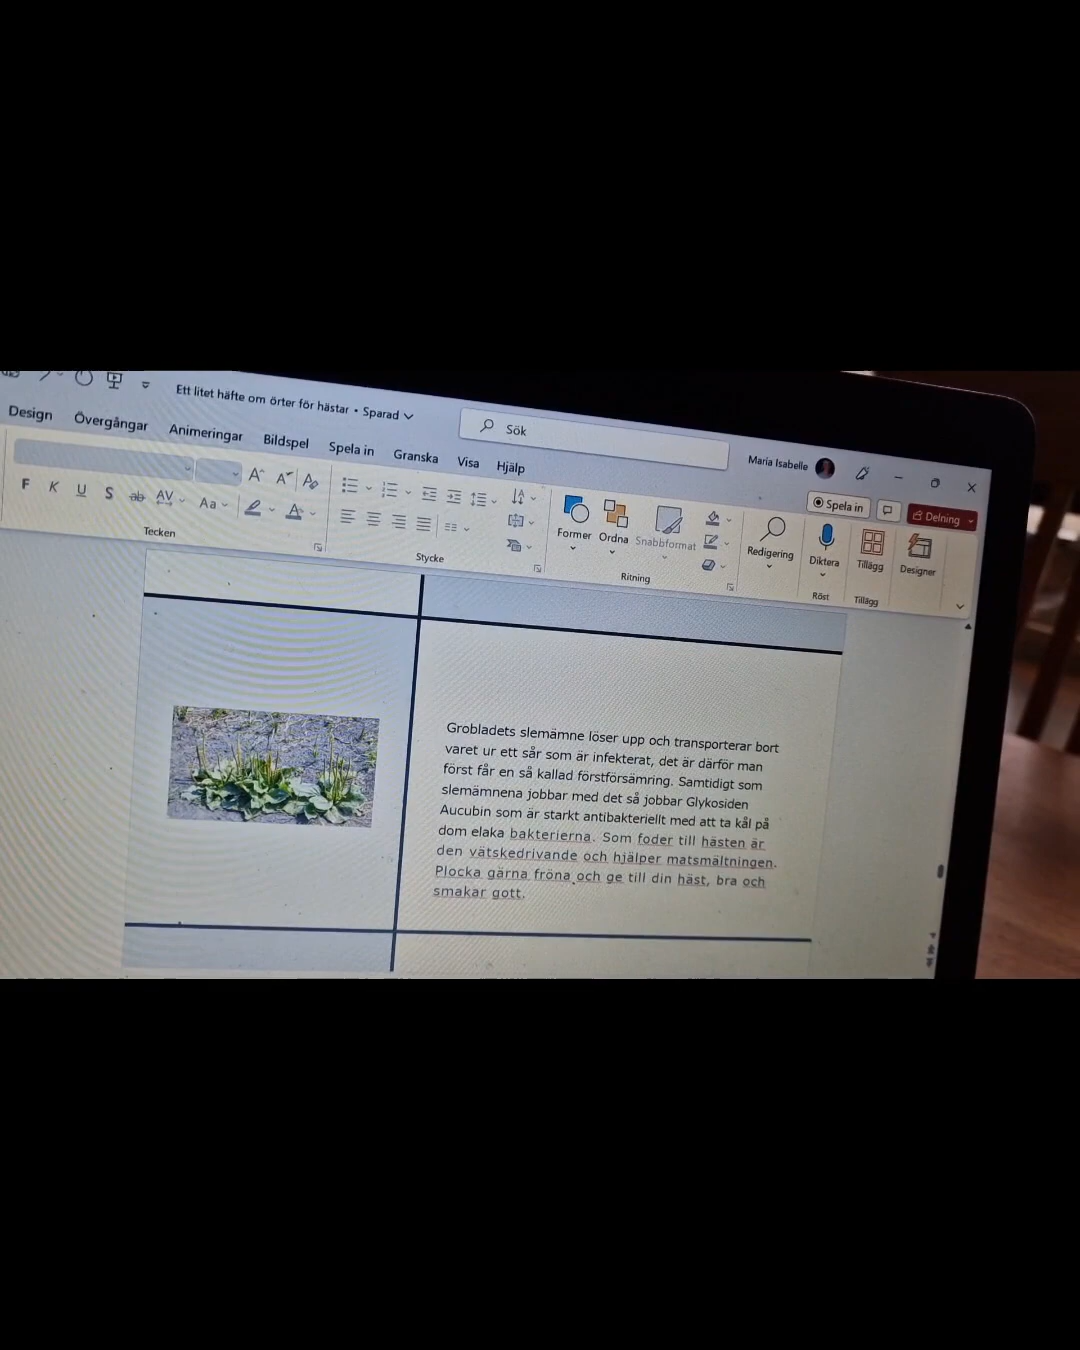 Ett litet häfte om örter för hästar • Sparad
Sök
Maria Isabelle
Design Övergångar Animeringar Bildspel Spela in Granska Visa Hjälp
Spela in
Delning
F K U S ab AV Aa A
Tecken
Stycke
Former Ordna Snabbformat
Ritning
Redigering
Diktera
Röst
Tillägg
Tillägg
Designer
Grobladets slemämne löser upp och transporterar bort
varet ur ett sår som är infekterat, det är därför man
först får en så kallad förstförsämring. Samtidigt som
slemämnena jobbar med det så jobbar Glykosiden
Aucubin som är starkt antibakteriellt med att ta kål på
dom elaka bakterierna. Som foder till hästen är
den vätskedrivande och hjälper matsmältningen.
Plocka gärna fröna och ge till din häst, bra och
smakar gott.